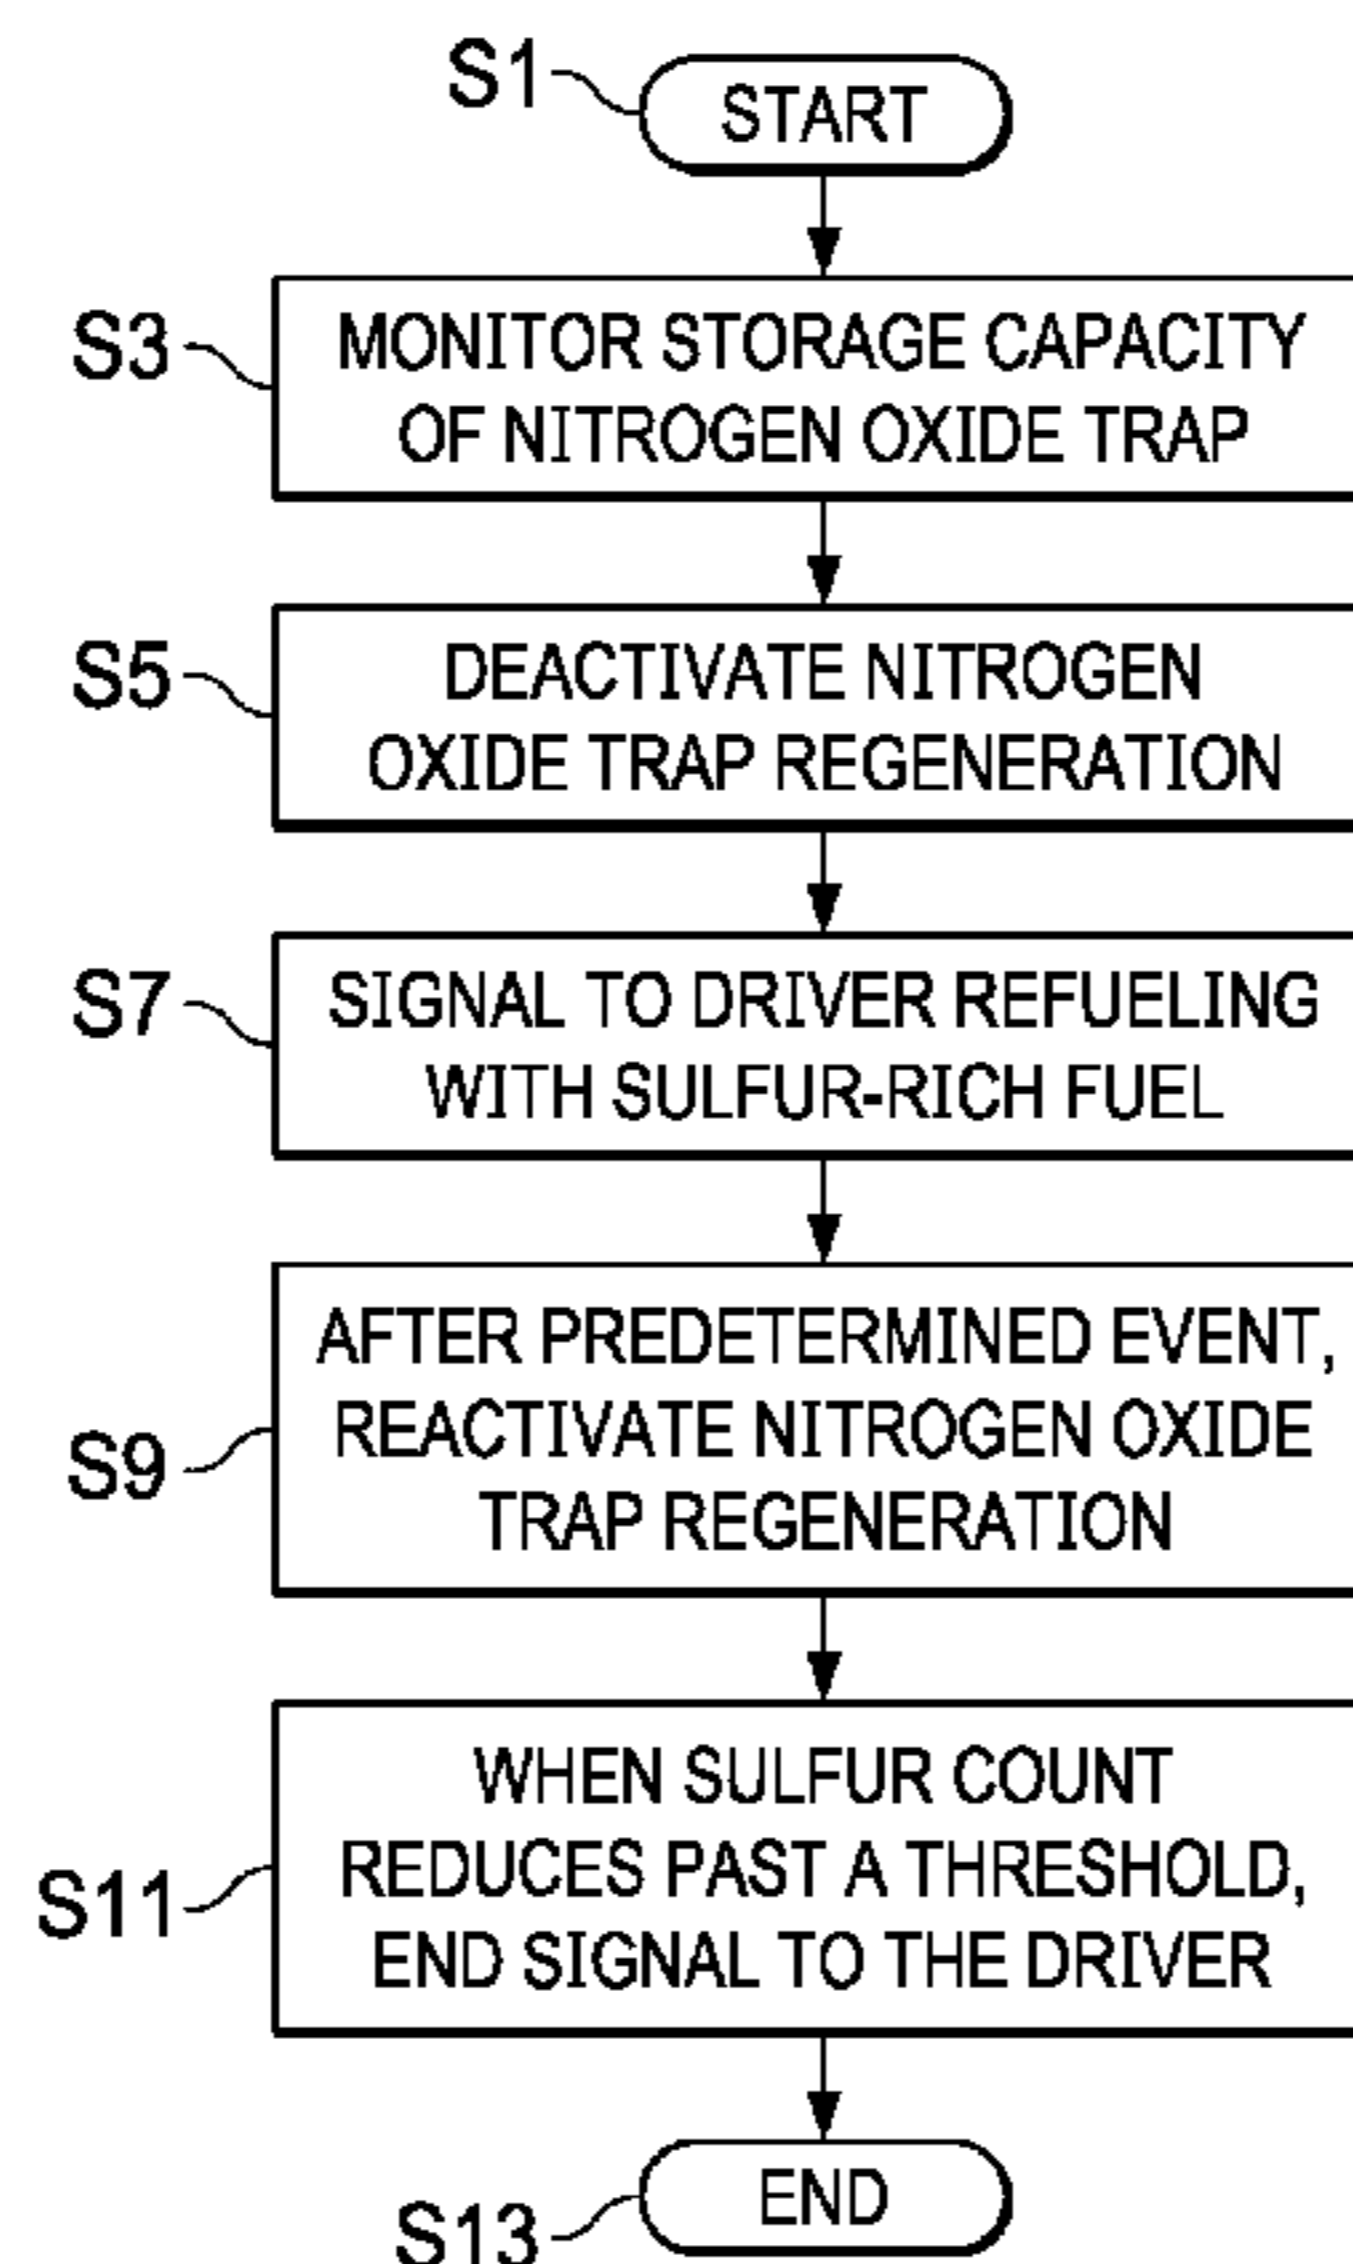 S1
START
S3
MONITOR STORAGE CAPACITY
OF NITROGEN OXIDE TRAP
S5
DEACTIVATE NITROGEN
OXIDE TRAP REGENERATION
S7
SIGNAL TO DRIVER REFUELING
WITH SULFUR-RICH FUEL
S9
AFTER PREDETERMINED EVENT,
REACTIVATE NITROGEN OXIDE
TRAP REGENERATION
S11
WHEN SULFUR COUNT
REDUCES PAST A THRESHOLD,
END SIGNAL TO THE DRIVER
S13
END